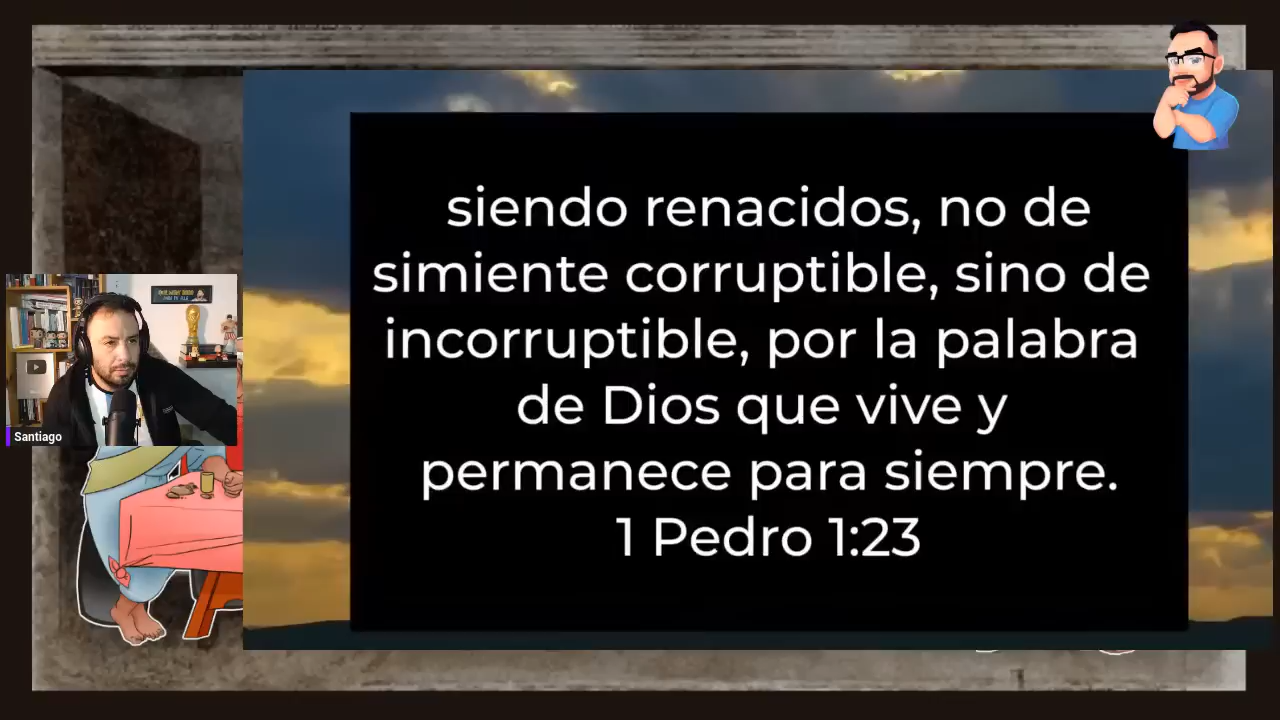 siendo renacidos, no de
simiente corruptible, sino de
incorruptible, por la palabra
de Dios que vive y
permanece para siempre.
1 Pedro 1:23
Santiago